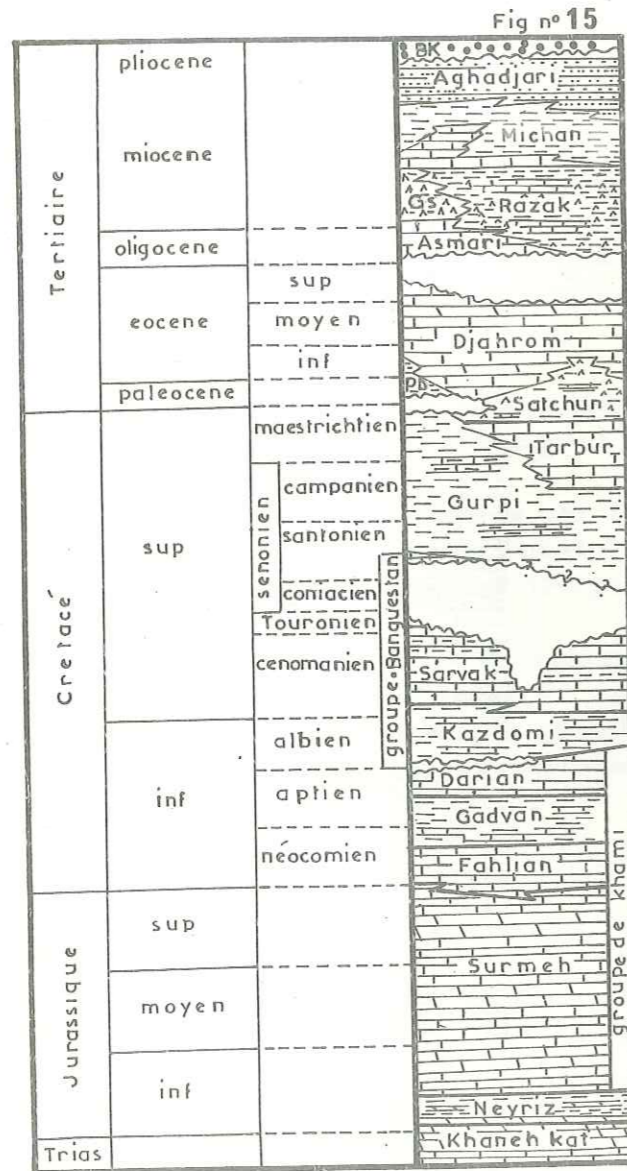 Fig nº 15
Tertiaire
pliocene
miocene
oligocene
eocene
sup
moyen
inf
paleocene
Crétacé
sup
maestrichtien
senonien
campanien
santonien
coniacien
Touronien
cenomanien
inf
albien
aptien
néocomien
groupe Banguestan
Jurassique
sup
moyen
inf
Trias
BK
Aghadjari
Michan
Gs
Razak
Asmari
Djahrom
Pb
Satchun
Tarbur
Gurpi
? ? ?
Sarvak
Kazdomi
Darian
Gadvan
Fahlian
Surmeh
Neyriz
Khaneh kat
groupe de khami